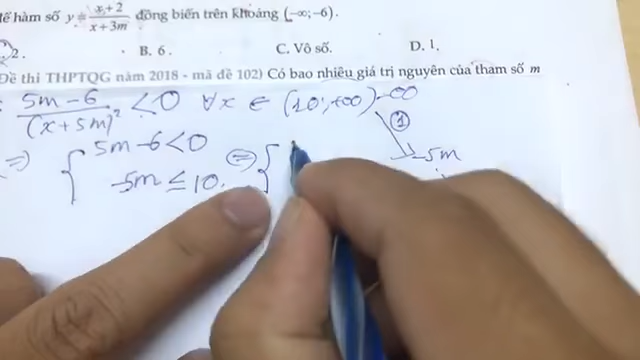 để hàm số y = x+2 / x+3m đồng biến trên khoảng (-∞;-6).
2. B. 6. C. Vô số. D. 1.
Đề thi THPTQG năm 2018 - mã đề 102) Có bao nhiêu giá trị nguyên của tham số m
5m-6 / (x+5m)² < 0 ∀x ∈ (10;+∞) -∞
①
⇒) { 5m-6<0 ⇔ {
-5m ≤ 10. -5m